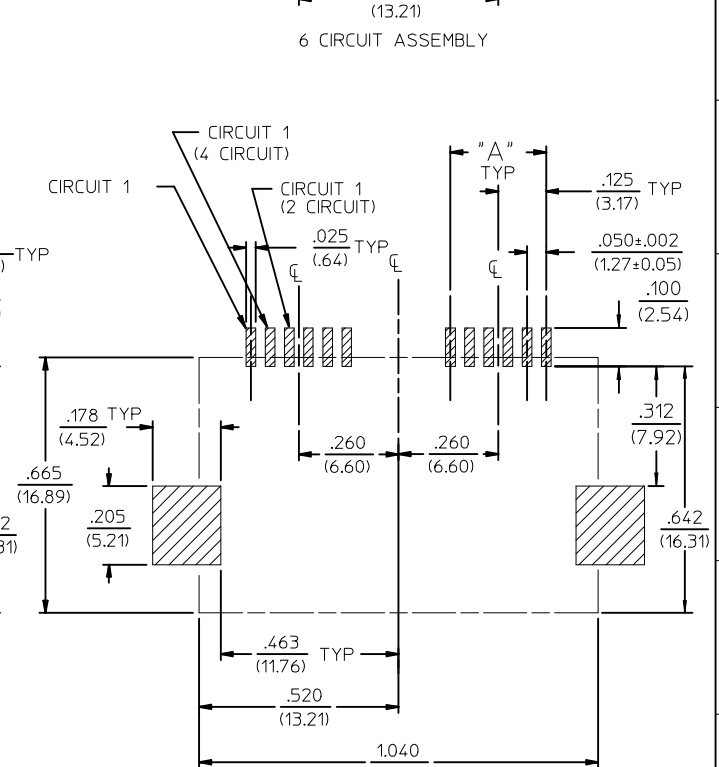 (13.21)
6 CIRCUIT ASSEMBLY
CIRCUIT 1
(4 CIRCUIT)
"A"
TYP
CIRCUIT 1
CIRCUIT 1
(2 CIRCUIT)
.125 TYP
(3.17)
.025 TYP
(.64)
.050±.002
(1.27±0.05)
TYP
)
℄
℄
℄
.100
(2.54)
.178 TYP
(4.52)
.260
(6.60)
.260
(6.60)
.312
(7.92)
.665
(16.89)
.205
(5.21)
2
31)
.642
(16.31)
.463 TYP
(11.76)
.520
(13.21)
1.040